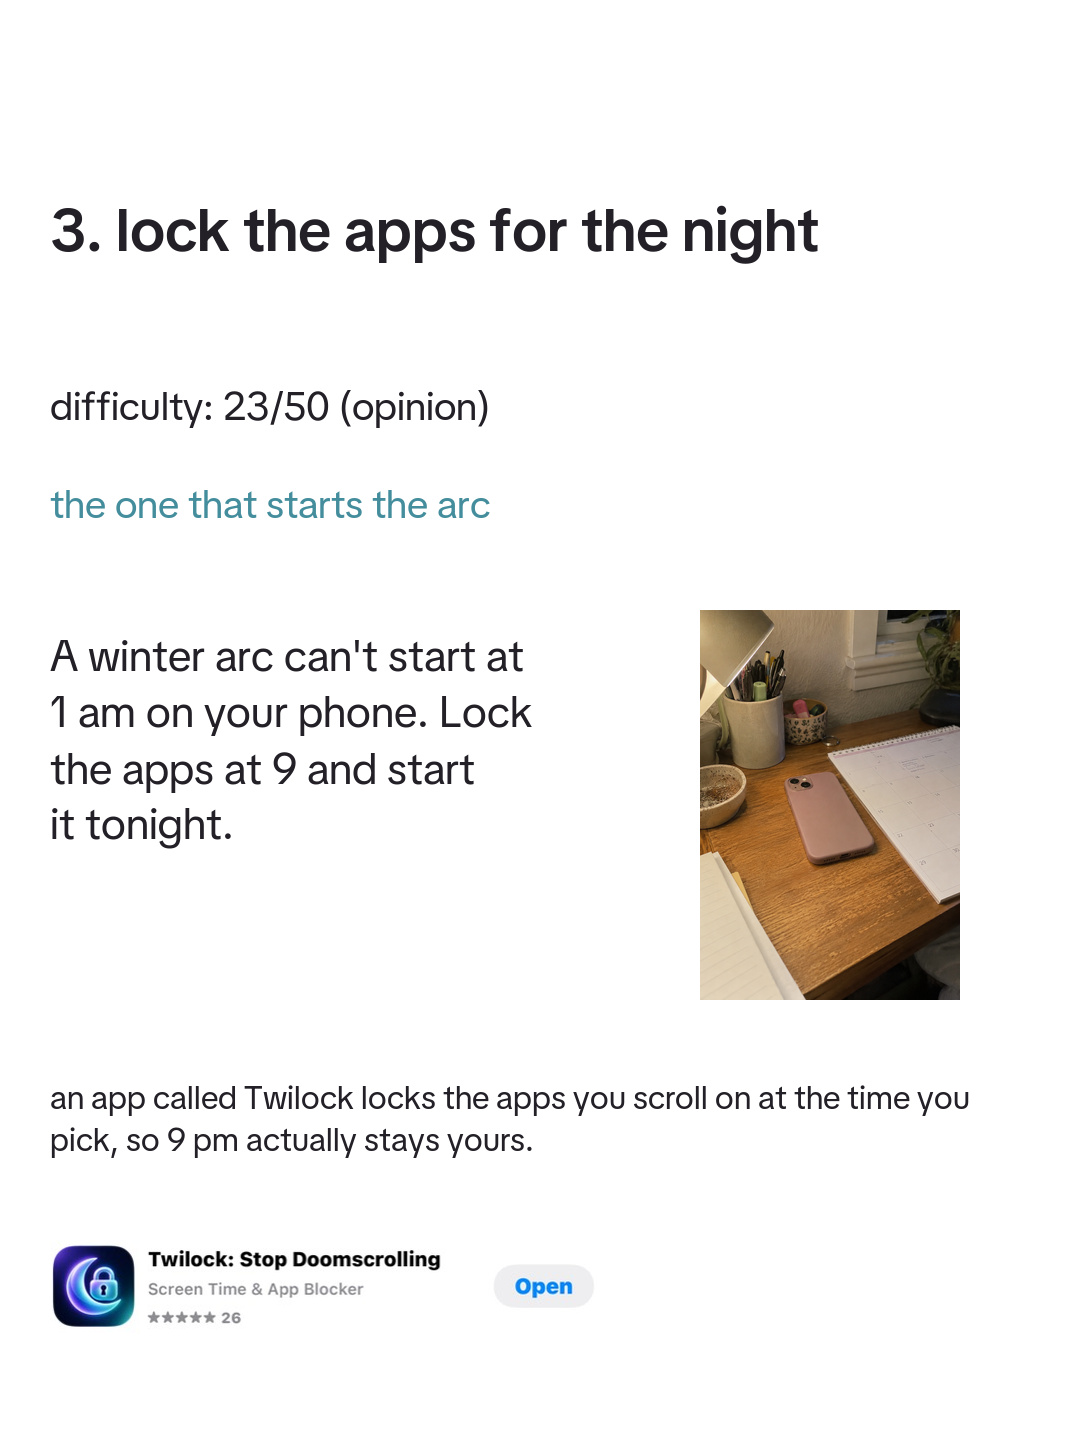 3. lock the apps for the night
difficulty: 23/50 (opinion)
the one that starts the arc
A winter arc can't start at
1 am on your phone. Lock
the apps at 9 and start
it tonight.
an app called Twilock locks the apps you scroll on at the time you
pick, so 9 pm actually stays yours.
Twilock: Stop Doomscrolling
Screen Time & App Blocker
★★★★★ 26
Open